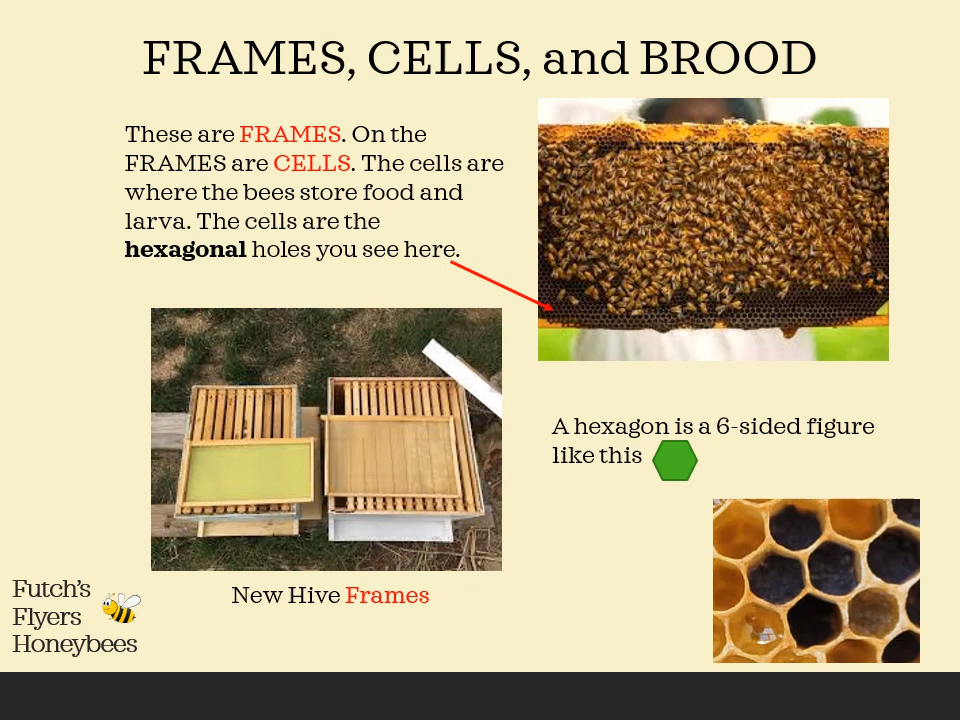 FRAMES, CELLS, and BROOD
These are FRAMES. On the
FRAMES are CELLS. The cells are
where the bees store food and
larva. The cells are the
hexagonal holes you see here.
A hexagon is a 6-sided figure
like this
New Hive Frames
Futch's
Flyers
Honeybees